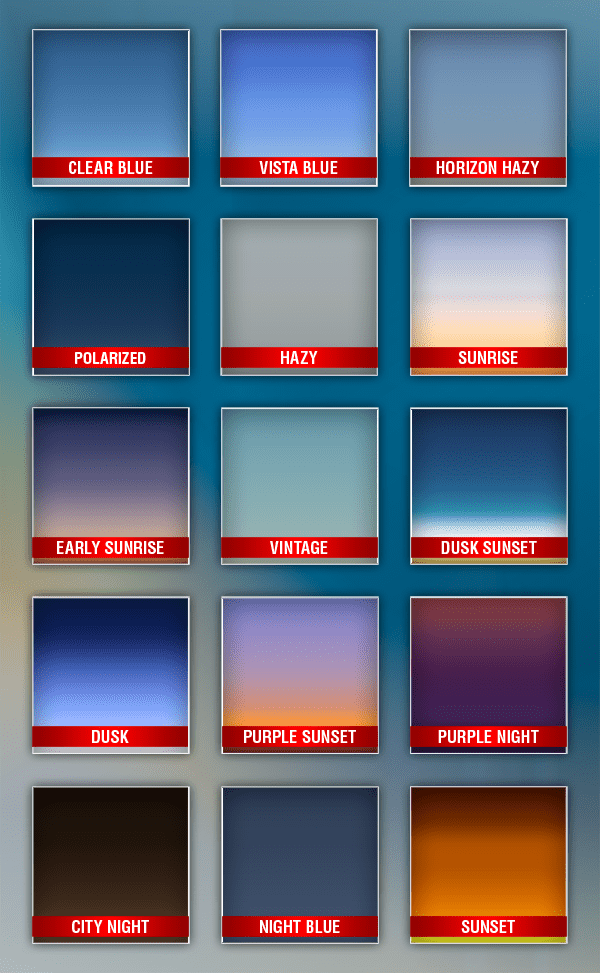 CLEAR BLUE
VISTA BLUE
HORIZON HAZY
POLARIZED
HAZY
SUNRISE
EARLY SUNRISE
VINTAGE
DUSK SUNSET
DUSK
PURPLE SUNSET
PURPLE NIGHT
CITY NIGHT
NIGHT BLUE
SUNSET